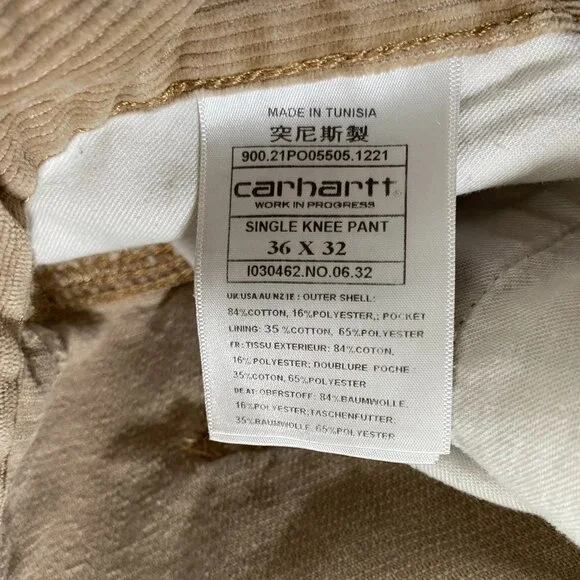 MADE IN TUNISIA
突尼斯製
900.21PO05505.1221
carhartt®
WORK IN PROGRESS
SINGLE KNEE PANT
36 X 32
I030462.NO.06.32
UK:USA:AU:NZ:IE : OUTER SHELL:
84%COTTON, 16%POLYESTER,; POCKET
LINING: 35%COTTON, 65%POLYESTER.
FR: TISSU EXTERIEUR: 84%COTON,
16%POLYESTER; DOUBLURE POCHE
35%COTON, 65%POLYESTER
DE:AT: OBERSTOFF: 84%BAUMWOLLE
16%POLYESTER;TASCHENFUTTER:
35%BAUMWOLLE, 65%POLYESTER